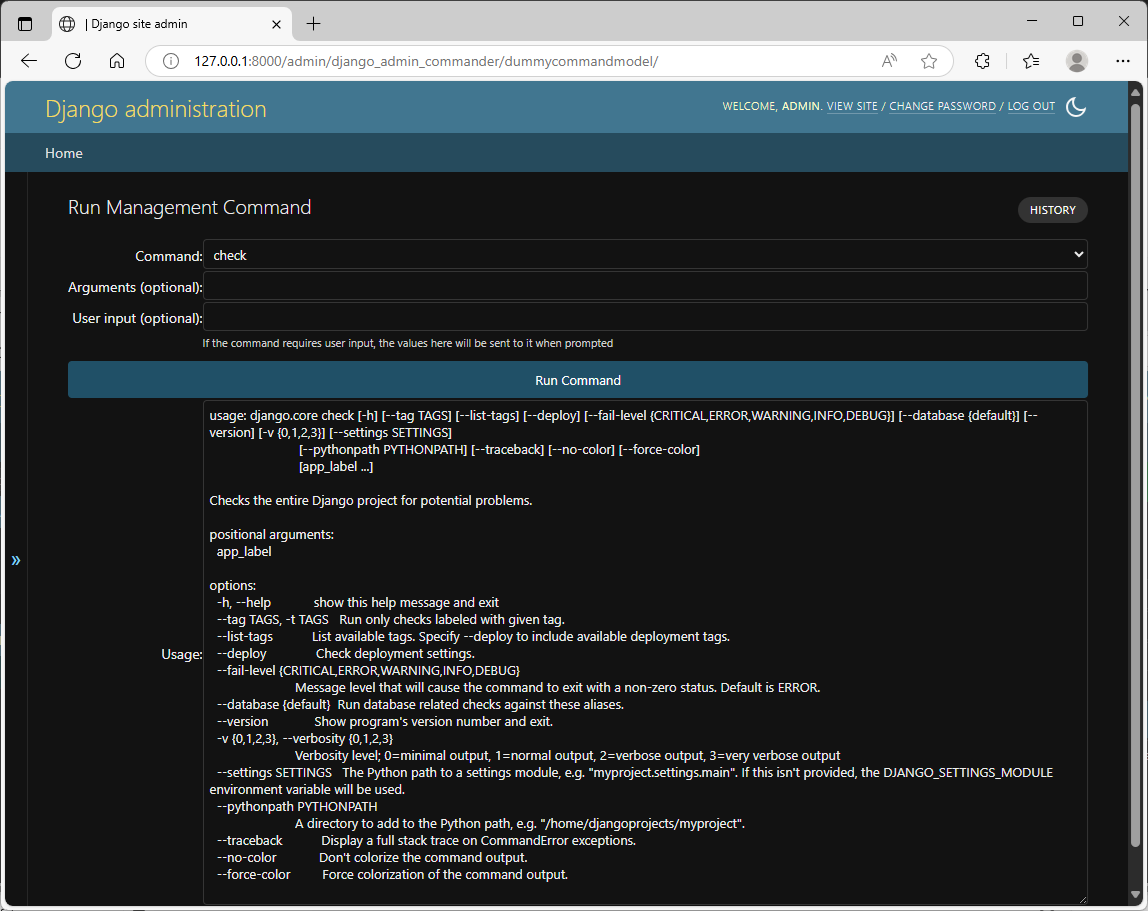 | Django site admin
127.0.0.1:8000/admin/django_admin_commander/dummycommandmodel/
Django administration
WELCOME, ADMIN. VIEW SITE / CHANGE PASSWORD / LOG OUT
Home
Run Management Command
HISTORY
Command: check
Arguments (optional):
User input (optional):
If the command requires user input, the values here will be sent to it when prompted
Run Command
Usage:
usage: django.core check [-h] [--tag TAGS] [--list-tags] [--deploy] [--fail-level {CRITICAL,ERROR,WARNING,INFO,DEBUG}] [--database {default}] [--
version] [-v {0,1,2,3}] [--settings SETTINGS]
[--pythonpath PYTHONPATH] [--traceback] [--no-color] [--force-color]
[app_label ...]
Checks the entire Django project for potential problems.
positional arguments:
app_label
options:
-h, --help show this help message and exit
--tag TAGS, -t TAGS Run only checks labeled with given tag.
--list-tags List available tags. Specify --deploy to include available deployment tags.
--deploy Check deployment settings.
--fail-level {CRITICAL,ERROR,WARNING,INFO,DEBUG}
Message level that will cause the command to exit with a non-zero status. Default is ERROR.
--database {default} Run database related checks against these aliases.
--version Show program's version number and exit.
-v {0,1,2,3}, --verbosity {0,1,2,3}
Verbosity level; 0=minimal output, 1=normal output, 2=verbose output, 3=very verbose output
--settings SETTINGS The Python path to a settings module, e.g. "myproject.settings.main". If this isn't provided, the DJANGO_SETTINGS_MODULE
environment variable will be used.
--pythonpath PYTHONPATH
A directory to add to the Python path, e.g. "/home/djangoprojects/myproject".
--traceback Display a full stack trace on CommandError exceptions.
--no-color Don't colorize the command output.
--force-color Force colorization of the command output.